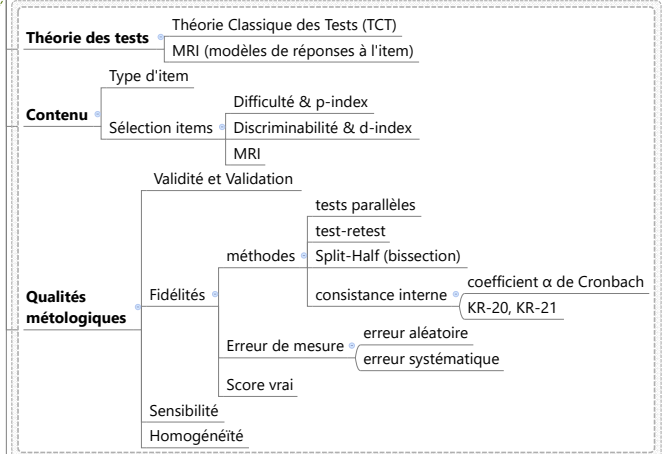 Théorie des tests
Théorie Classique des Tests (TCT)
MRI (modèles de réponses à l'item)
Contenu
Type d'item
Sélection items
Difficulté & p-index
Discriminabilité & d-index
MRI
Qualités
métologiques
Validité et Validation
Fidélités
méthodes
tests parallèles
test-retest
Split-Half (bissection)
consistance interne
coefficient α de Cronbach
KR-20, KR-21
Erreur de mesure
erreur aléatoire
erreur systématique
Score vrai
Sensibilité
Homogénéïté